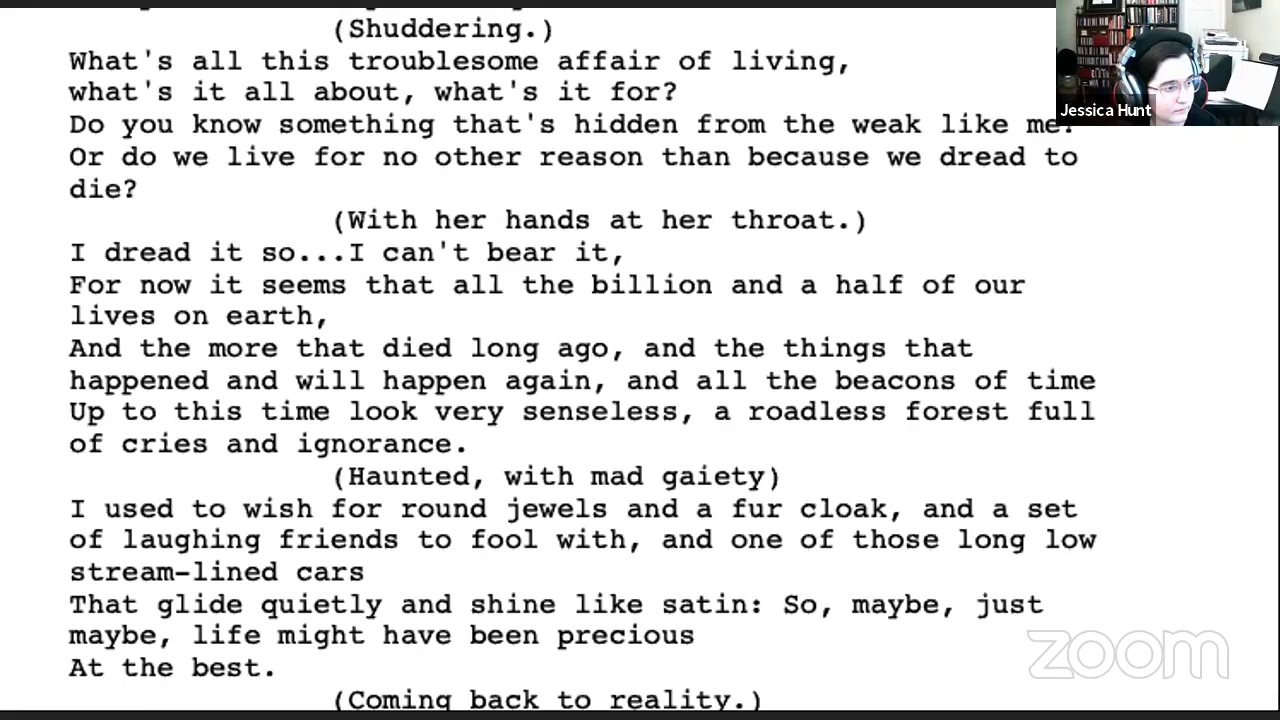 (Shuddering.)
What's all this troublesome affair of living,
what's it all about, what's it for?
Do you know something that's hidden from the weak like me?
Or do we live for no other reason than because we dread to
die?
(With her hands at her throat.)
I dread it so...I can't bear it,
For now it seems that all the billion and a half of our
lives on earth,
And the more that died long ago, and the things that
happened and will happen again, and all the beacons of time
Up to this time look very senseless, a roadless forest full
of cries and ignorance.
(Haunted, with mad gaiety)
I used to wish for round jewels and a fur cloak, and a set
of laughing friends to fool with, and one of those long low
stream-lined cars
That glide quietly and shine like satin: So, maybe, just
maybe, life might have been precious
At the best.
(Coming back to reality.)
Jessica Hunt
zoom